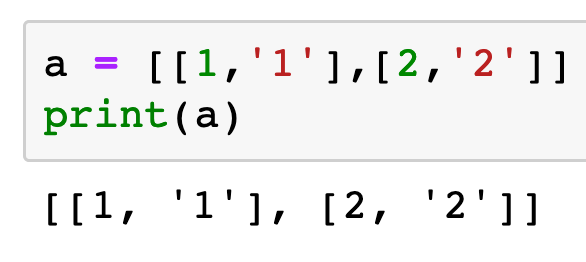 a = [[1,'1'],[2,'2']]
print(a)
[[1, '1'], [2, '2']]